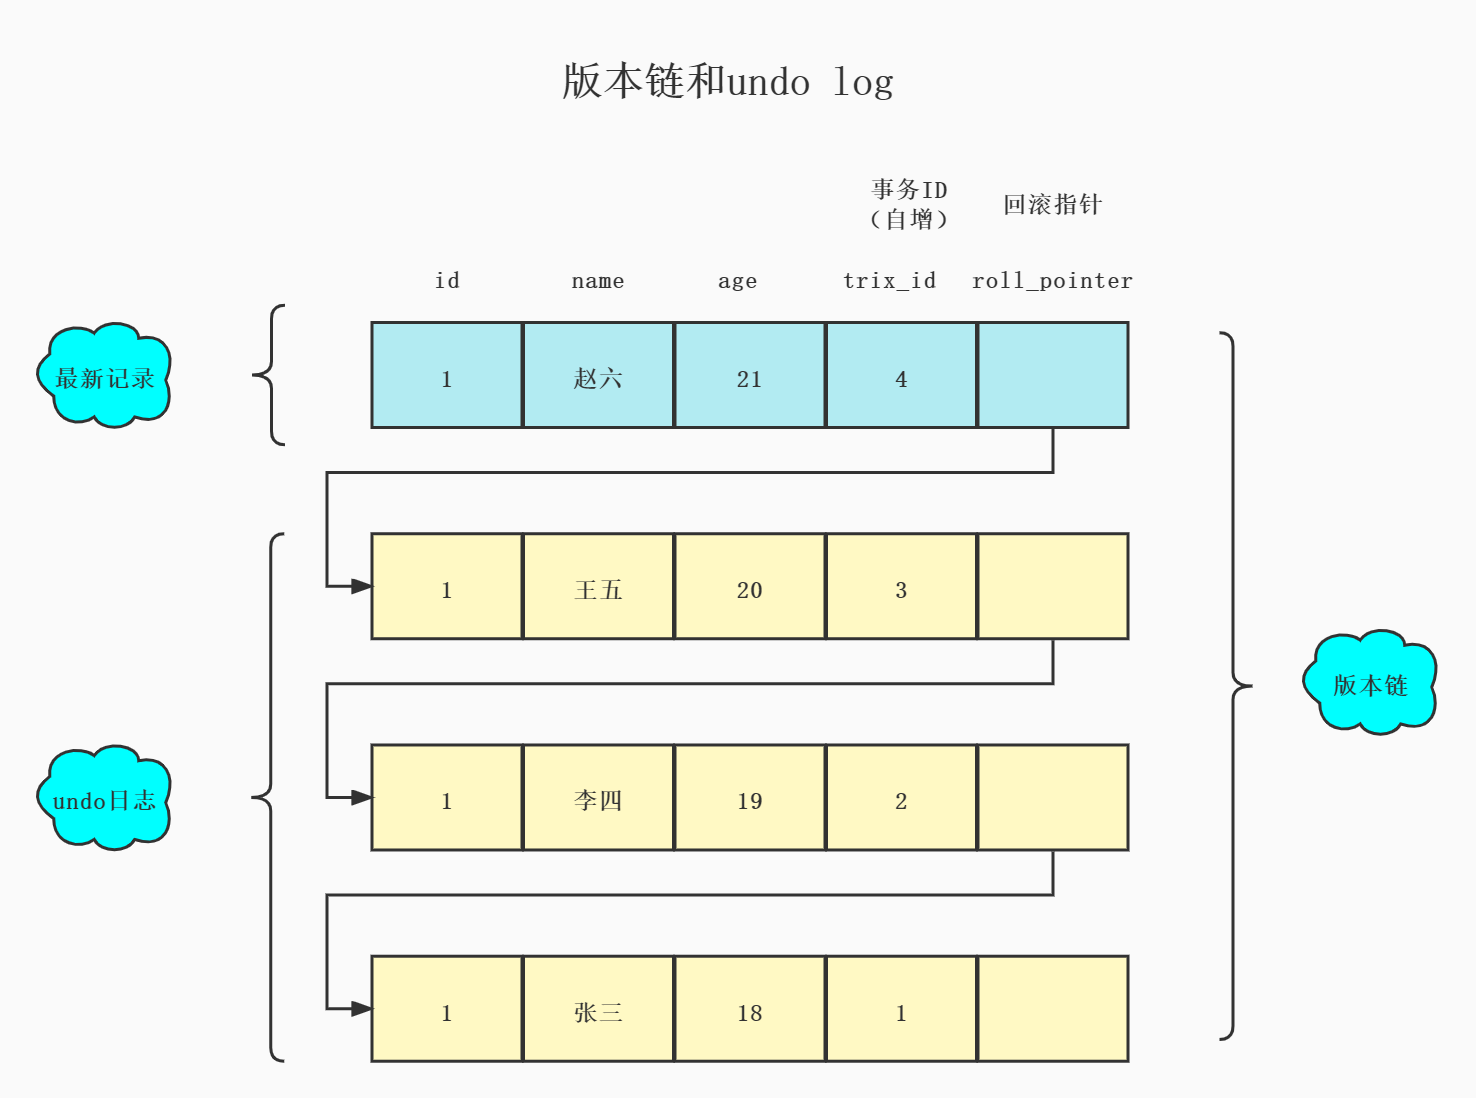 版本链和undo log
事务ID
（自增）
回滚指针
id name age trix_id roll_pointer
最新记录
1 赵六 21 4
1 王五 20 3
版本链
undo日志
1 李四 19 2
1 张三 18 1